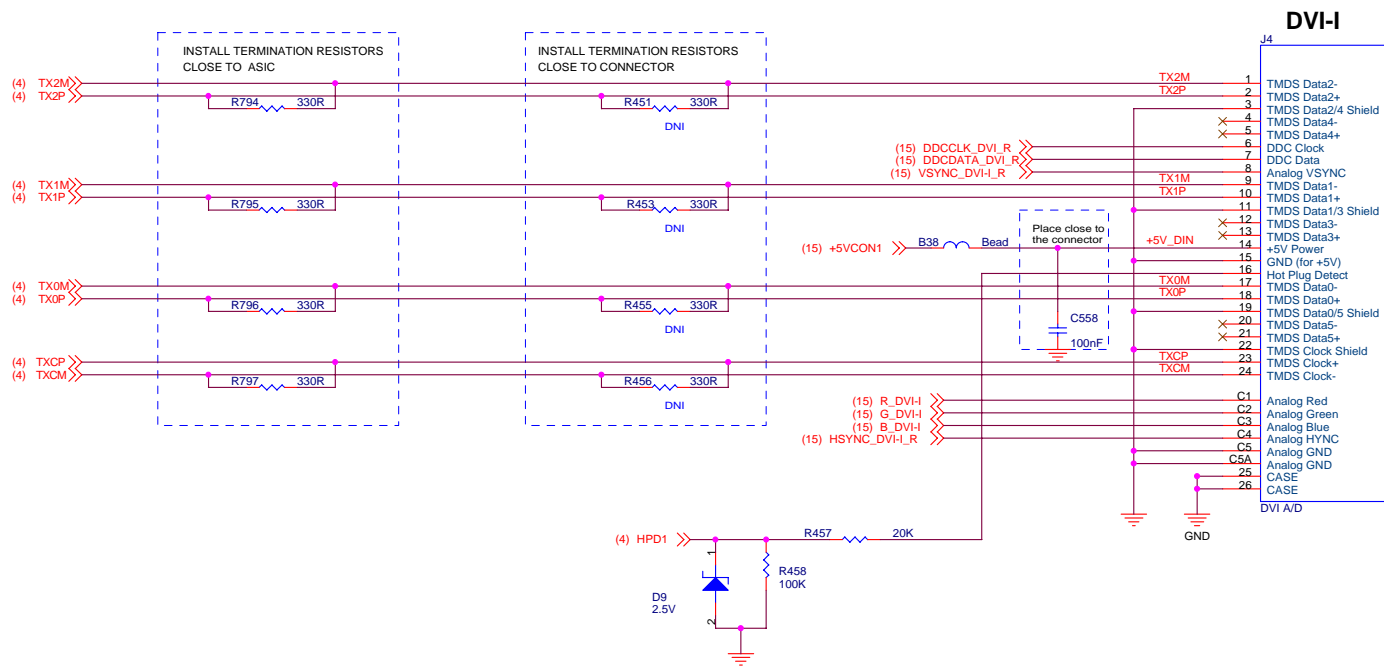 DVI-I
J4
INSTALL TERMINATION RESISTORS
CLOSE TO ASIC
INSTALL TERMINATION RESISTORS
CLOSE TO CONNECTOR
(4) TX2M
TX2M
1 TMDS Data2-
(4) TX2P
TX2P
2 TMDS Data2+
R794 330R
R451 330R
DNI
3 TMDS Data2/4 Shield
4 TMDS Data4-
5 TMDS Data4+
(15) DDCCLK_DVI_R
6 DDC Clock
(15) DDCDATA_DVI_R
7 DDC Data
(15) VSYNC_DVI-I_R
8 Analog VSYNC
(4) TX1M
TX1M
9 TMDS Data1-
(4) TX1P
TX1P
10 TMDS Data1+
R795 330R
R453 330R
DNI
11 TMDS Data1/3 Shield
12 TMDS Data3-
13 TMDS Data3+
Place close to
the connector
(15) +5VCON1
B38 Bead
+5V_DIN
14 +5V Power
15 GND (for +5V)
16 Hot Plug Detect
(4) TX0M
TX0M
17 TMDS Data0-
(4) TX0P
TX0P
18 TMDS Data0+
R796 330R
R455 330R
DNI
19 TMDS Data0/5 Shield
C558
100nF
20 TMDS Data5-
21 TMDS Data5+
22 TMDS Clock Shield
(4) TXCP
TXCP
23 TMDS Clock+
(4) TXCM
TXCM
24 TMDS Clock-
R797 330R
R456 330R
DNI
(15) R_DVI-I
C1 Analog Red
(15) G_DVI-I
C2 Analog Green
(15) B_DVI-I
C3 Analog Blue
(15) HSYNC_DVI-I_R
C4 Analog HYNC
C5 Analog GND
C5A Analog GND
25 CASE
26 CASE
DVI A/D
GND
(4) HPD1
R457 20K
1
R458
100K
D9
2.5V
2